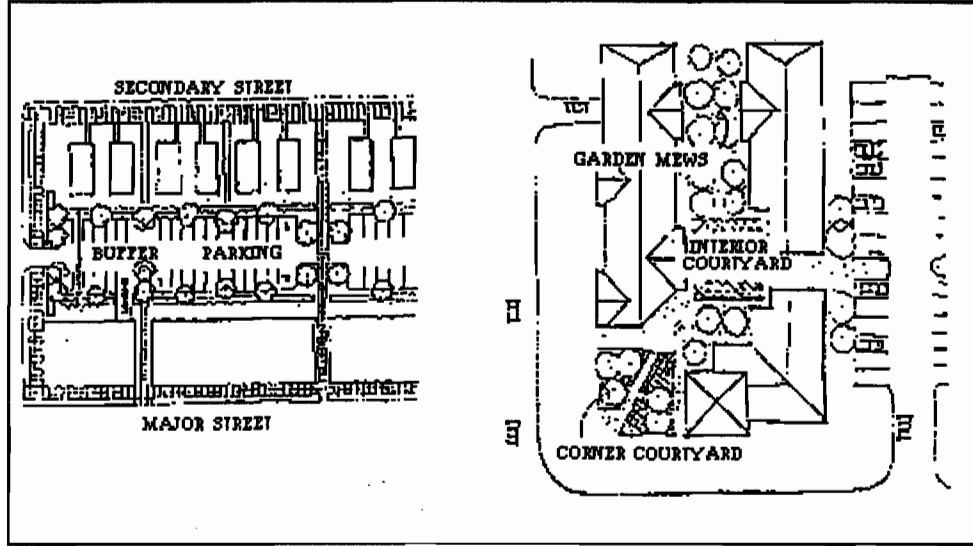 SECONDARY STREET
BUFFER PARKING
MAJOR STREET
GARDEN MEWS
INTERIOR
COURTYARD
CORNER COURTYARD